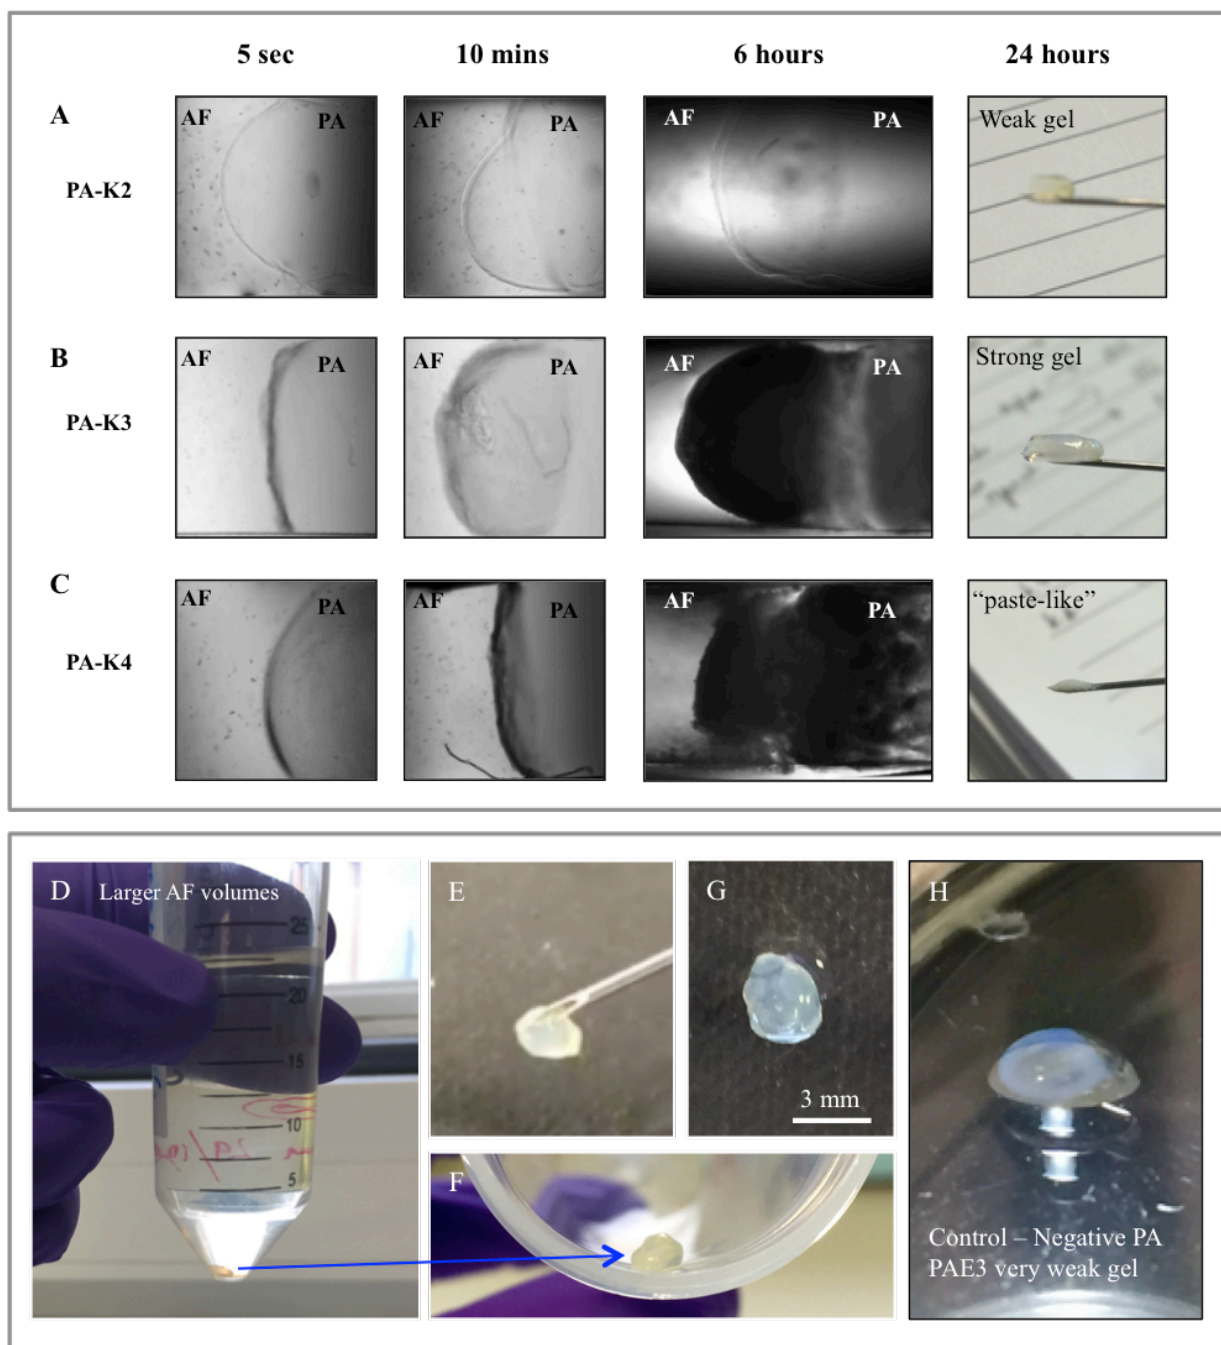 5 sec 10 mins 6 hours 24 hours
A
PA-K2
AF PA
AF PA
AF PA
Weak gel
B
PA-K3
AF PA
AF PA
AF PA
Strong gel
C
PA-K4
AF PA
AF PA
AF PA
“paste-like”
D Larger AF volumes
25
20
15
10
5
E
G
3 mm
F
H
Control – Negative PA
PAE3 very weak gel